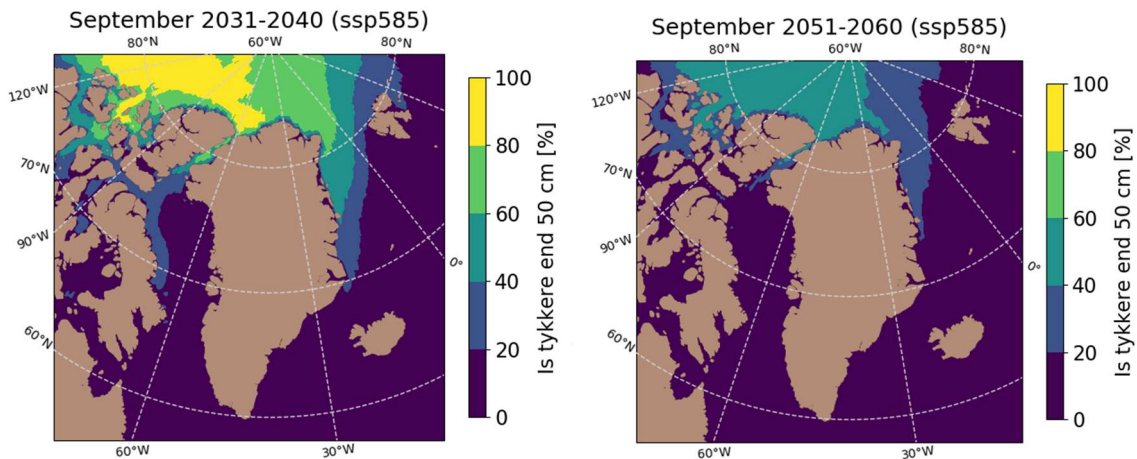 September 2031-2040 (ssp585)
80°N
60°W
80°N
120°W
70°N
90°W
60°W
0°
60°W
30°W
100
80
60
40
20
0
Is tykkere end 50 cm [%]
September 2051-2060 (ssp585)
80°N
60°W
80°N
120°W
70°N
90°W
60°N
0°
60°W
30°W
100
80
60
40
20
0
Is tykkere end 50 cm [%]